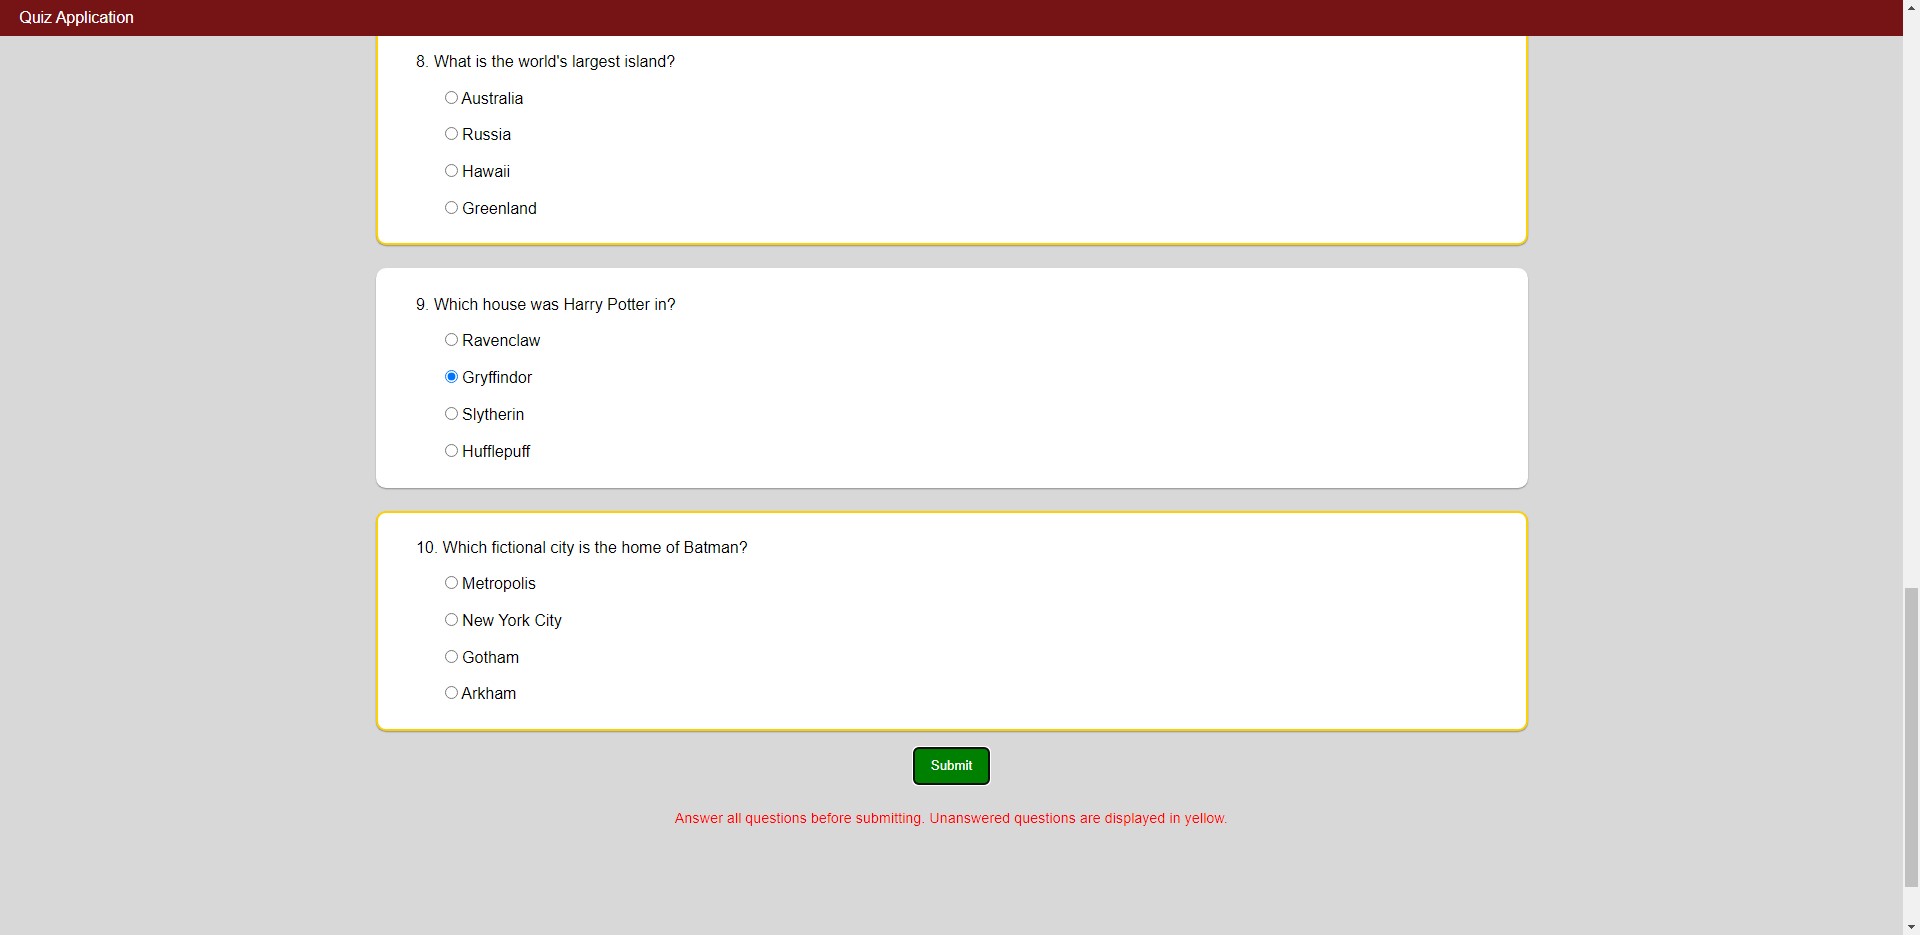 Quiz Application
8. What is the world's largest island?
Australia
Russia
Hawaii
Greenland
9. Which house was Harry Potter in?
Ravenclaw
Gryffindor
Slytherin
Hufflepuff
10. Which fictional city is the home of Batman?
Metropolis
New York City
Gotham
Arkham
Submit
Answer all questions before submitting. Unanswered questions are displayed in yellow.